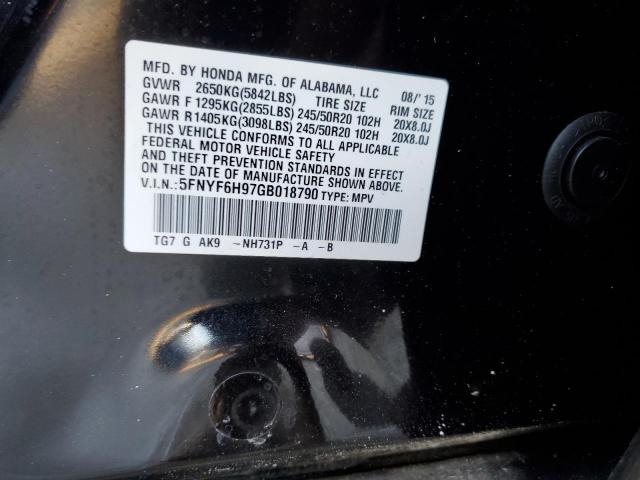 MFD. BY HONDA MFG. OF ALABAMA, LLC 08/'15
GVWR 2650KG(5842LBS) TIRE SIZE RIM SIZE
GAWR F 1295KG(2855LBS) 245/50R20 102H 20X8.0J
GAWR R1405KG(3098LBS) 245/50R20 102H 20X8.0J
THIS VEHICLE CONFORMS TO ALL APPLICABLE
FEDERAL MOTOR VEHICLE SAFETY
AND THEFT PREVENTION STANDARDS IN EFFECT
ON THE DATE OF MANUFACTURE SHOWN ABOVE.
V.I.N.:5FNYF6H97GB018790 TYPE: MPV
TG7 G AK9 -NH731P -A -B